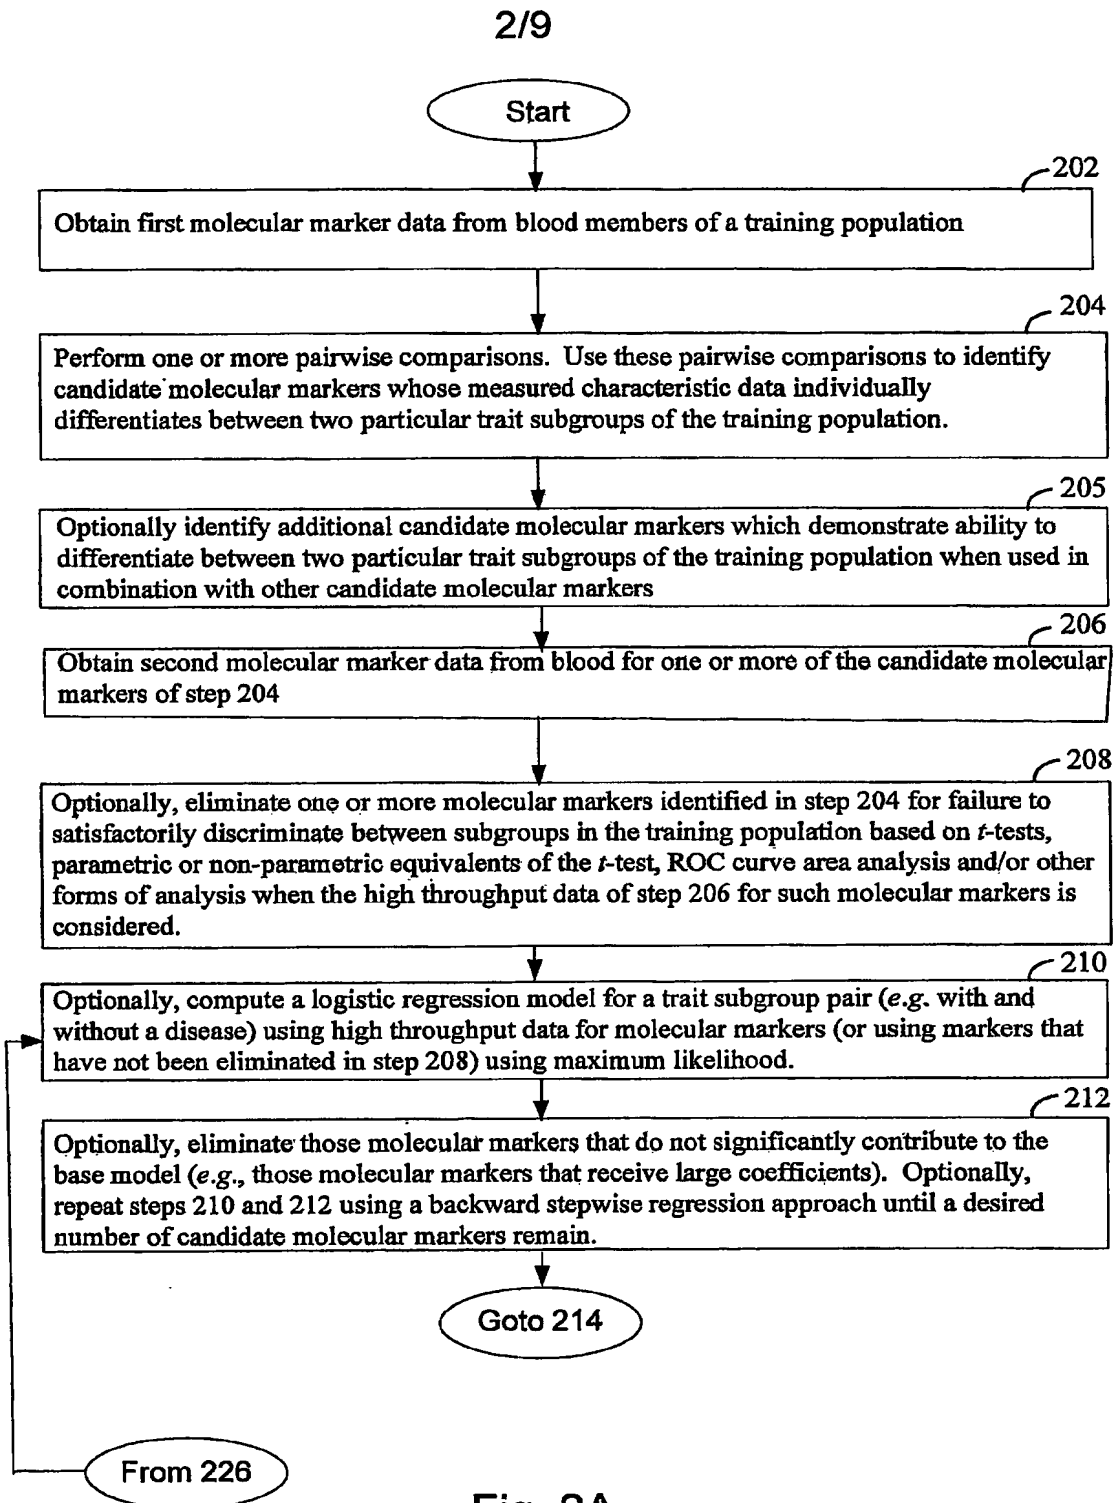 2/9
Start
202
Obtain first molecular marker data from blood members of a training population
204
Perform one or more pairwise comparisons. Use these pairwise comparisons to identify
candidate molecular markers whose measured characteristic data individually
differentiates between two particular trait subgroups of the training population.
205
Optionally identify additional candidate molecular markers which demonstrate ability to
differentiate between two particular trait subgroups of the training population when used in
combination with other candidate molecular markers
206
Obtain second molecular marker data from blood for one or more of the candidate molecular
markers of step 204
208
Optionally, eliminate one or more molecular markers identified in step 204 for failure to
satisfactorily discriminate between subgroups in the training population based on t-tests,
parametric or non-parametric equivalents of the t-test, ROC curve area analysis and/or other
forms of analysis when the high throughput data of step 206 for such molecular markers is
considered.
210
Optionally, compute a logistic regression model for a trait subgroup pair (e.g. with and
without a disease) using high throughput data for molecular markers (or using markers that
have not been eliminated in step 208) using maximum likelihood.
212
Optionally, eliminate those molecular markers that do not significantly contribute to the
base model (e.g., those molecular markers that receive large coefficients). Optionally,
repeat steps 210 and 212 using a backward stepwise regression approach until a desired
number of candidate molecular markers remain.
Goto 214
From 226